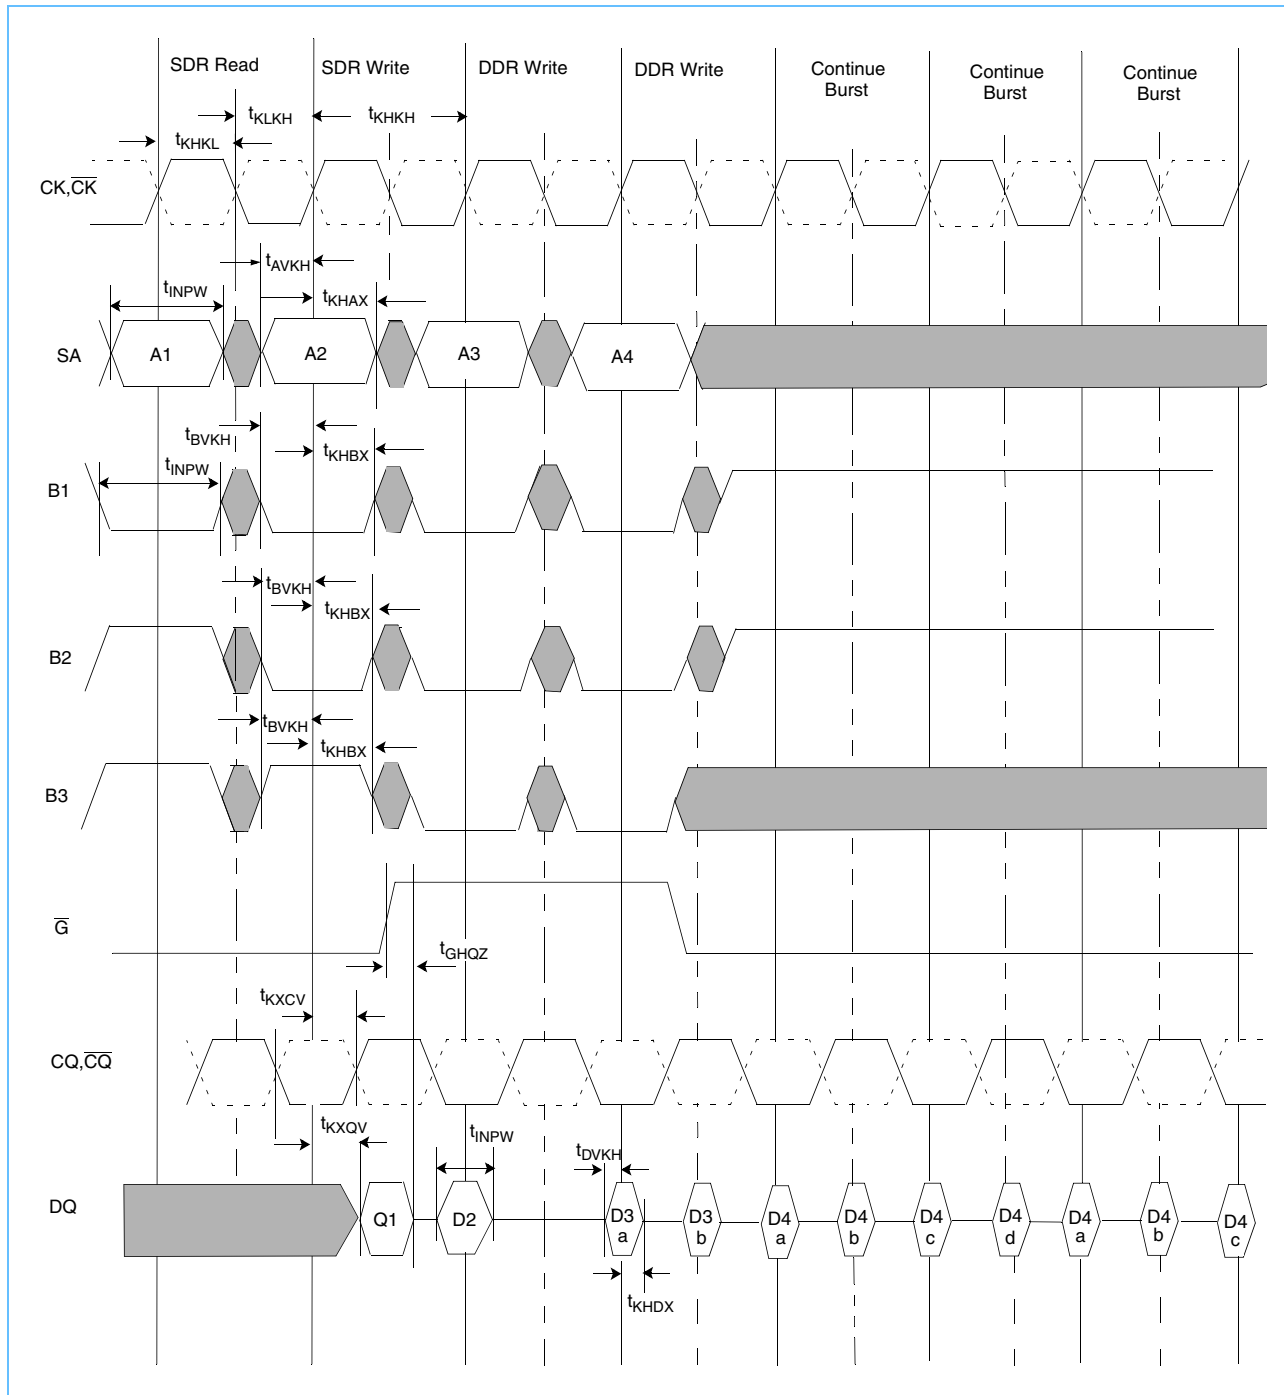 SDR Read
SDR Write
DDR Write
DDR Write
Continue
Burst
Continue
Burst
Continue
Burst
tKLKH
tKHKH
tKHKL
CK,C̅K̅
tAVKH
tINPW
tKHAX
SA
A1
A2
A3
A4
tBVKH
tKHBX
tINPW
B1
tBVKH
tKHBX
B2
tBVKH
tKHBX
B3
G̅
tGHQZ
tKXCV
CQ,C̅Q̅
tKXQV
tINPW
tDVKH
DQ
Q1
D2
D3
a
D3
b
D4
a
D4
b
D4
c
D4
d
D4
a
D4
b
D4
c
tKHDX